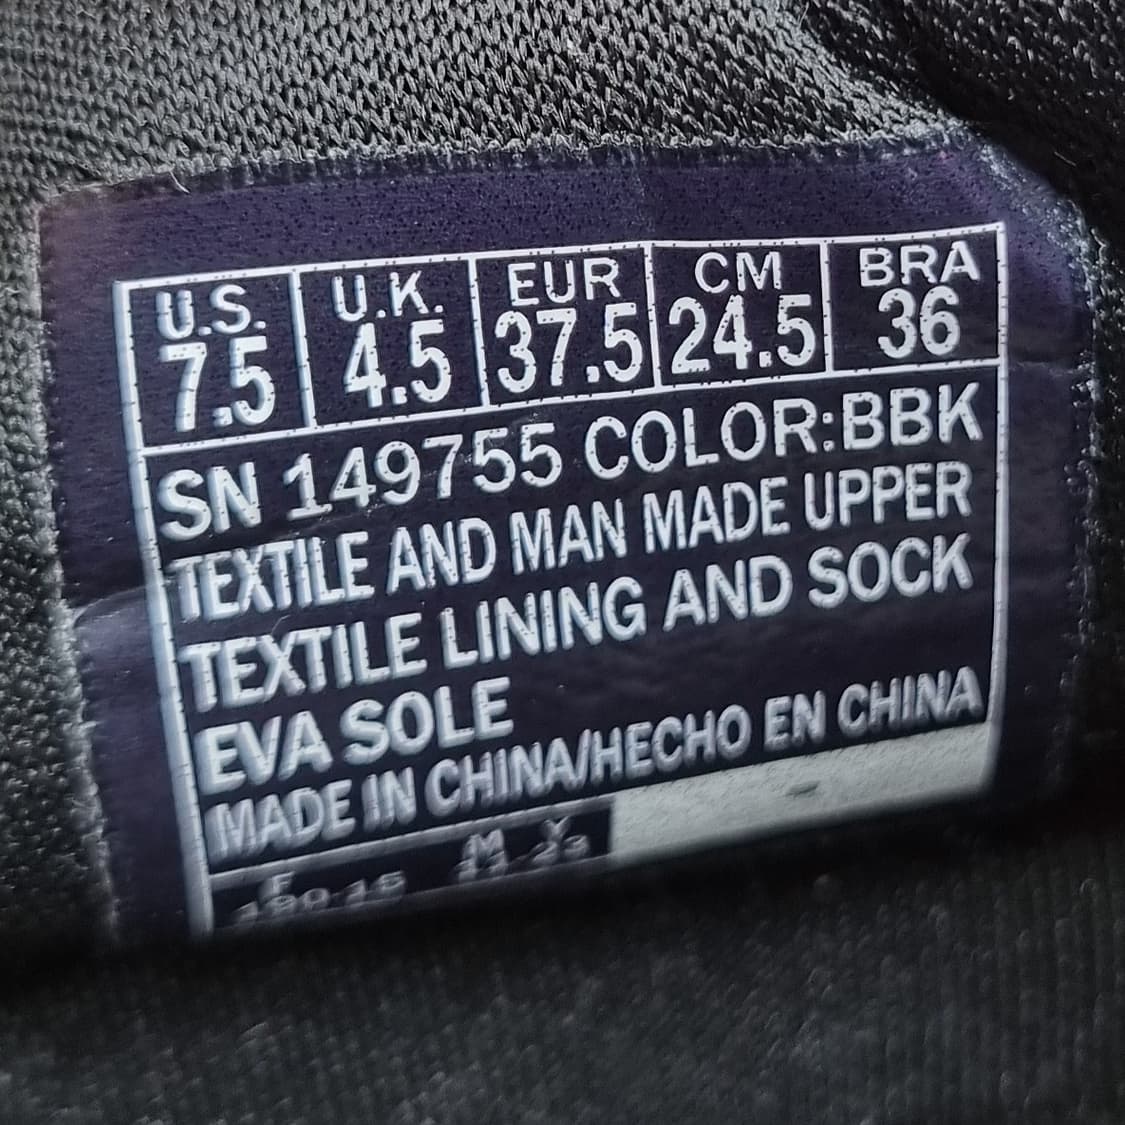 U.S. U.K. EUR CM BRA
7.5 4.5 37.5 24.5 36
SN 149755 COLOR:BBK
TEXTILE AND MAN MADE UPPER
TEXTILE LINING AND SOCK
EVA SOLE
MADE IN CHINA/HECHO EN CHINA
F M Y